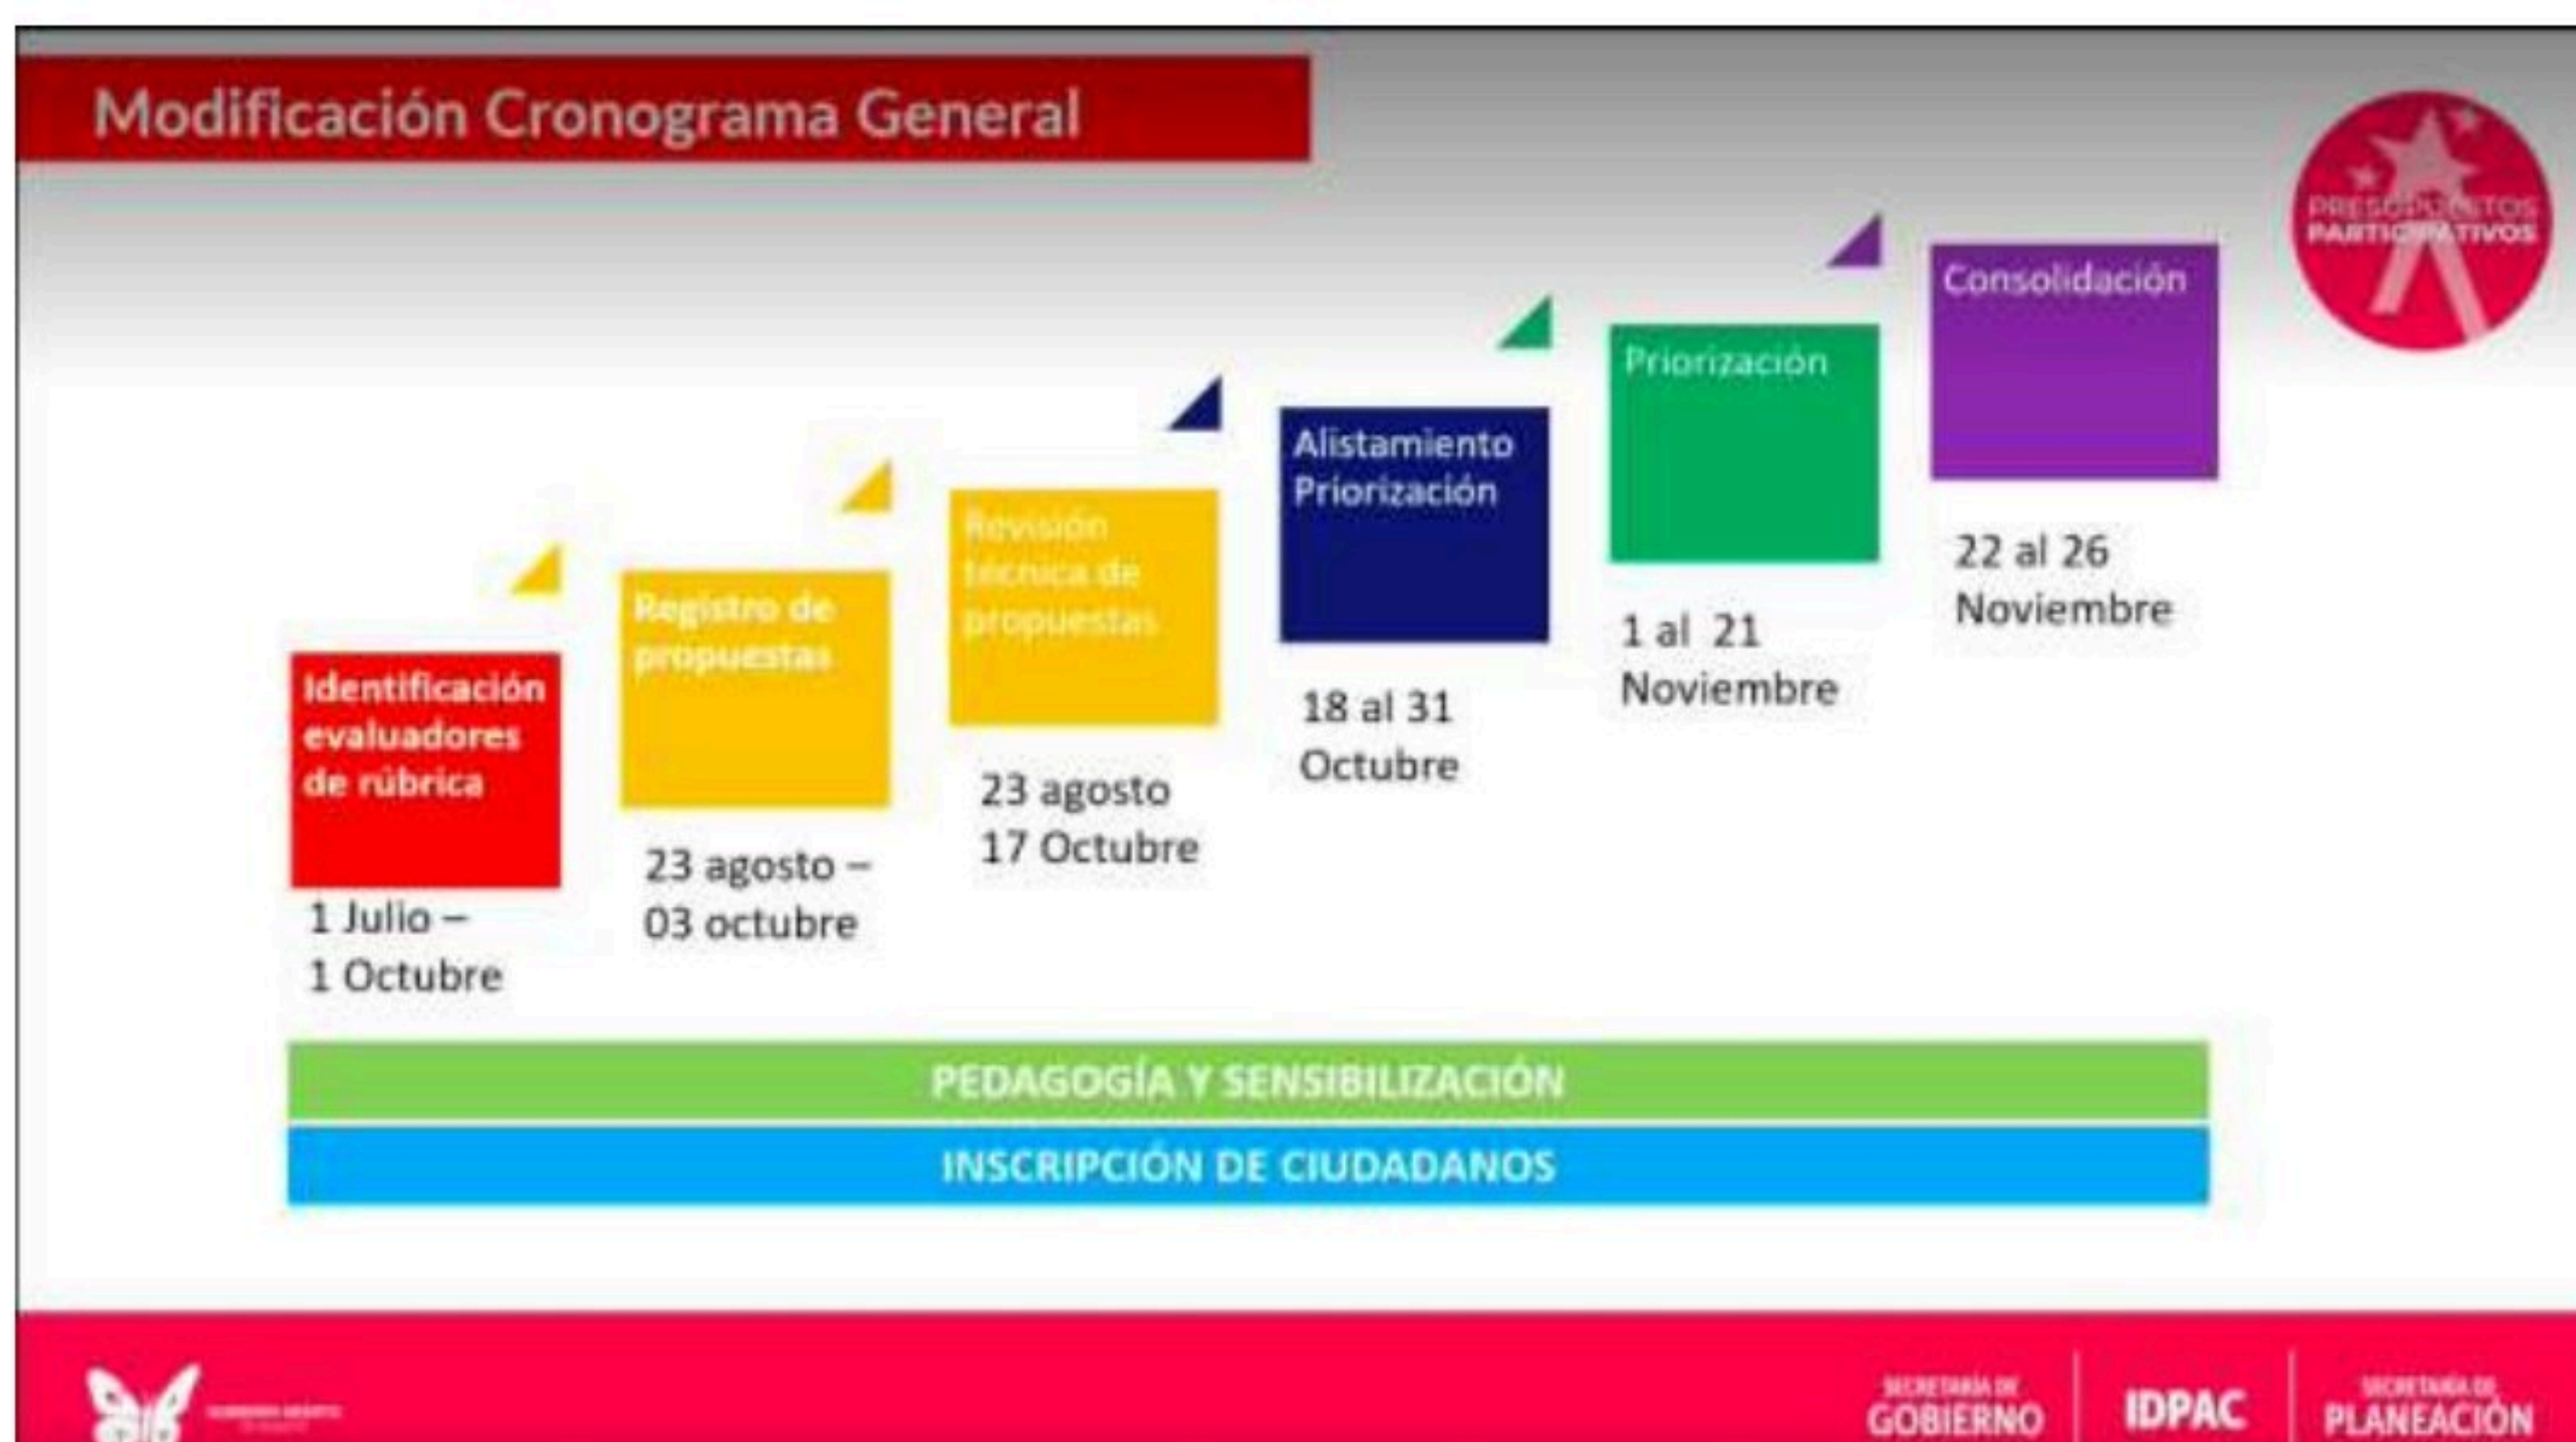 Modificación Cronograma General
PRESUPUESTOS
PARTICIPATIVOS
Consolidación
22 al 26
Noviembre
Priorización
1 al 21
Noviembre
Alistamiento
Priorización
18 al 31
Octubre
Revisión
técnica de
propuestas
23 agosto
17 Octubre
Registro de
propuestas
23 agosto –
03 octubre
Identificación
evaluadores
de rúbrica
1 Julio –
1 Octubre
PEDAGOGÍA Y SENSIBILIZACIÓN
INSCRIPCIÓN DE CIUDADANOS
SECRETARÍA DE
GOBIERNO
IDPAC
SECRETARÍA DE
PLANEACIÓN